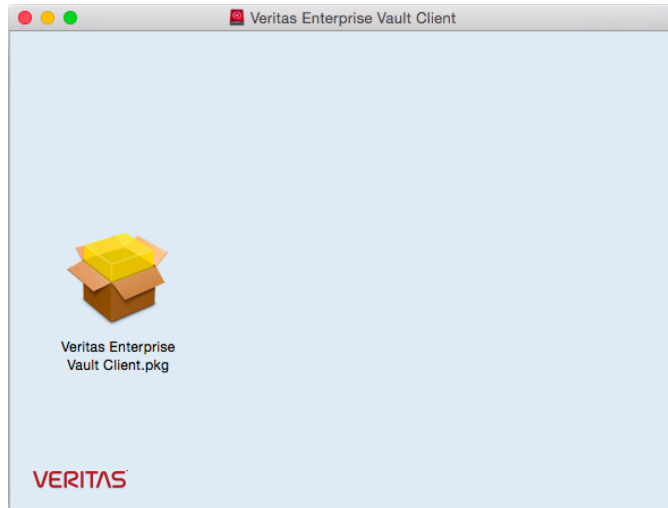 Veritas Enterprise Vault Client
Veritas Enterprise
Vault Client.pkg
VERITAS